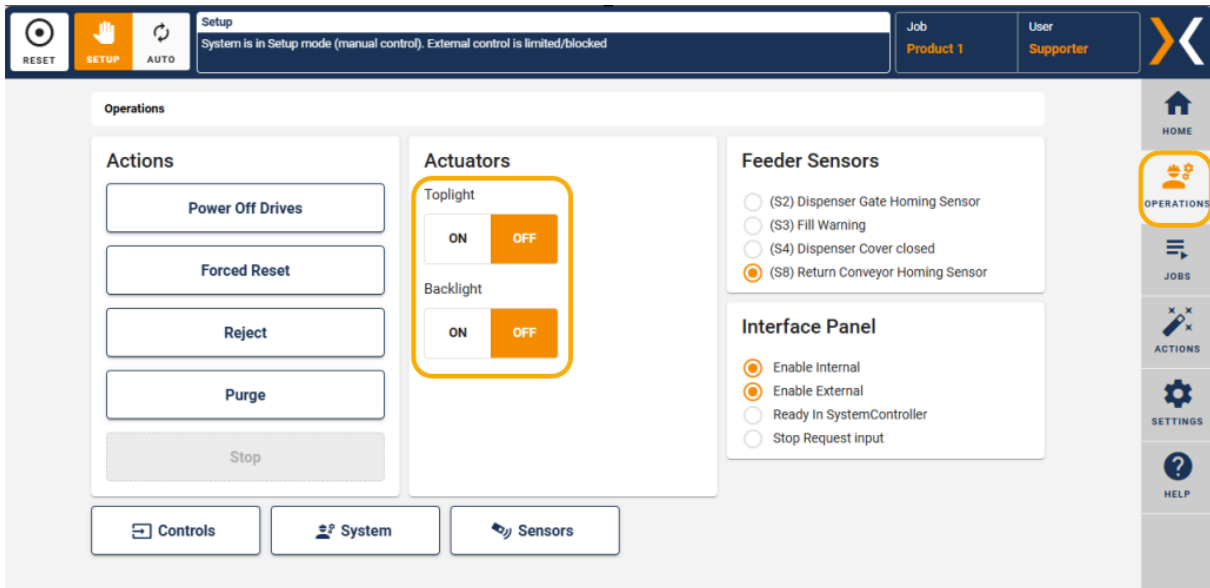 RESET
SETUP
AUTO
Setup
System is in Setup mode (manual control). External control is limited/blocked
Job
Product 1
User
Supporter
HOME
OPERATIONS
JOBS
ACTIONS
SETTINGS
HELP
Operations
Actions
Power Off Drives
Forced Reset
Reject
Purge
Stop
Actuators
Toplight
ON OFF
Backlight
ON OFF
Feeder Sensors
(S2) Dispenser Gate Homing Sensor
(S3) Fill Warning
(S4) Dispenser Cover closed
(S8) Return Conveyor Homing Sensor
Interface Panel
Enable Internal
Enable External
Ready In SystemController
Stop Request input
Controls
System
Sensors